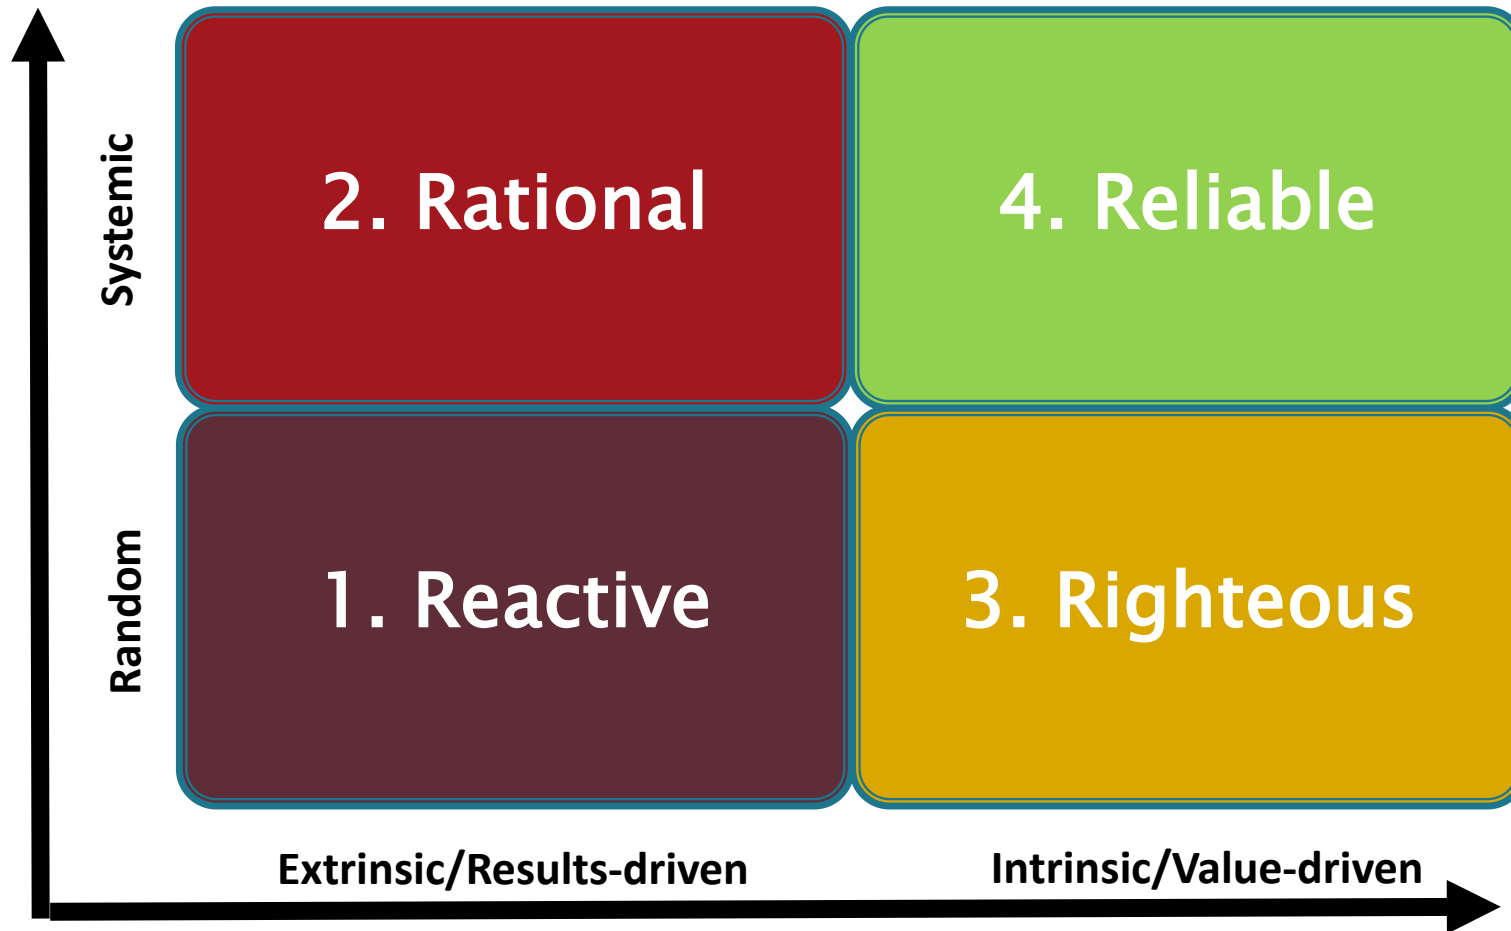 Systemic
2. Rational
4. Reliable
Random
1. Reactive
3. Righteous
Extrinsic/Results-driven
Intrinsic/Value-driven